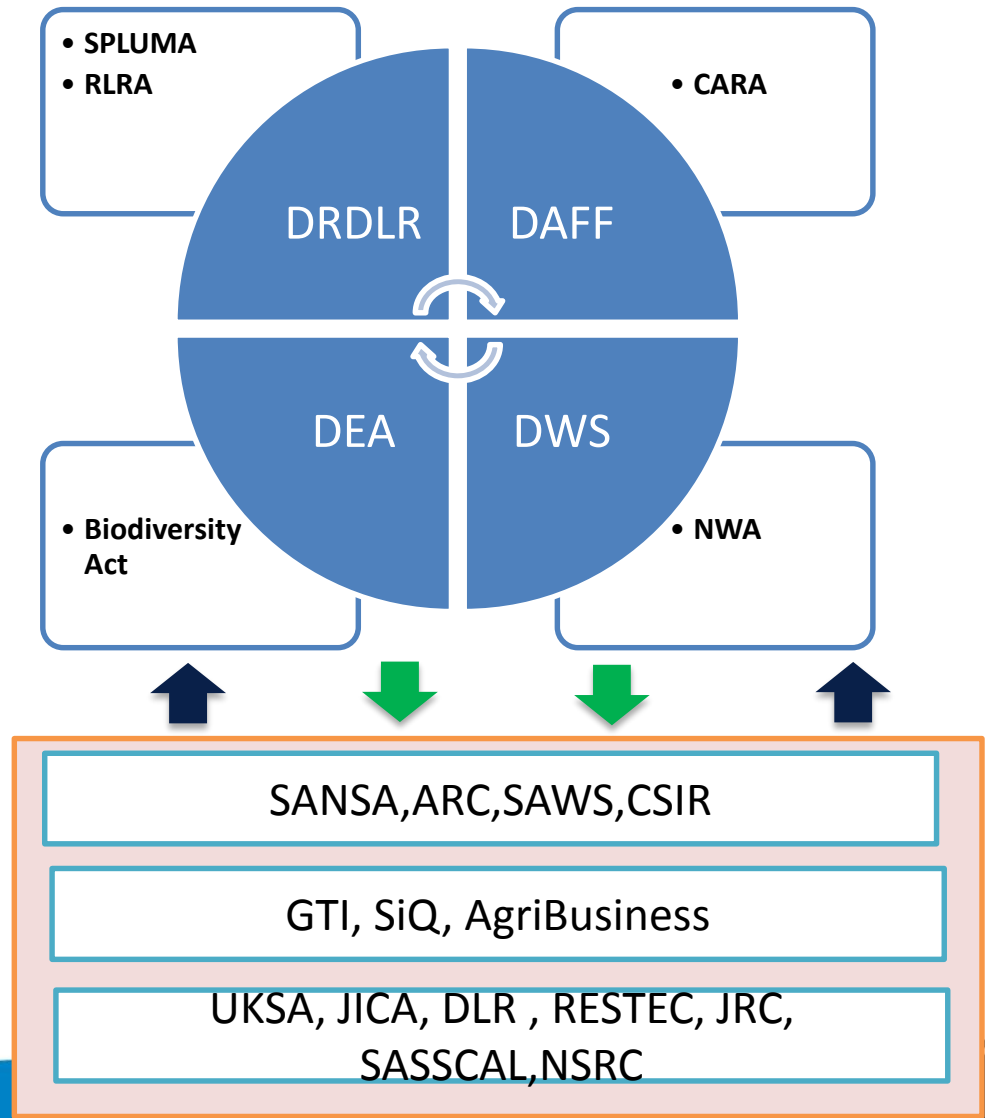 • SPLUMA
• RLRA
• CARA
DRDLR
DAFF
DEA
DWS
• Biodiversity
Act
• NWA
SANSA,ARC,SAWS,CSIR
GTI, SiQ, AgriBusiness
UKSA, JICA, DLR , RESTEC, JRC,
SASSCAL,NSRC